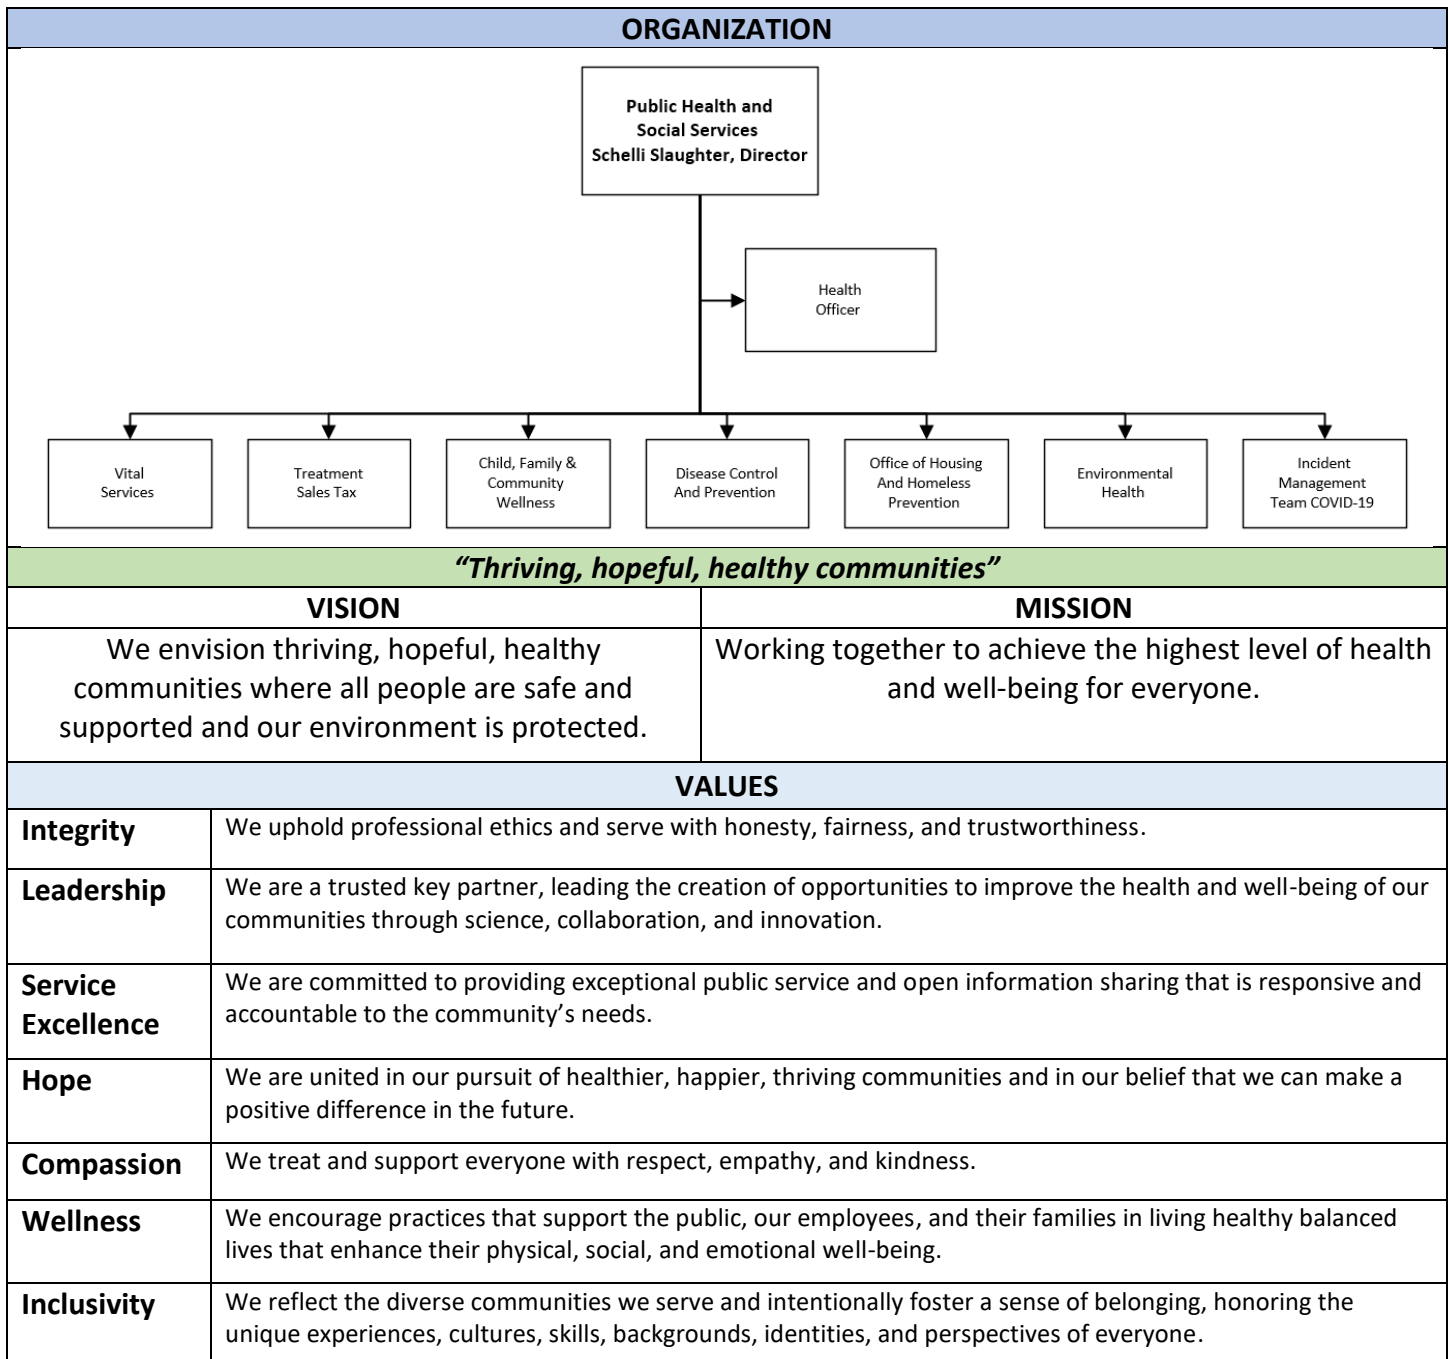 ORGANIZATION
Public Health and
Social Services
Schelli Slaughter, Director
Health
Officer
Vital
Services
Treatment
Sales Tax
Child, Family &
Community
Wellness
Disease Control
And Prevention
Office of Housing
And Homeless
Prevention
Environmental
Health
Incident
Management
Team COVID-19
“Thriving, hopeful, healthy communities”
VISION
We envision thriving, hopeful, healthy
communities where all people are safe and
supported and our environment is protected.
MISSION
Working together to achieve the highest level of health
and well-being for everyone.
VALUES
Integrity
We uphold professional ethics and serve with honesty, fairness, and trustworthiness.
Leadership
We are a trusted key partner, leading the creation of opportunities to improve the health and well-being of our
communities through science, collaboration, and innovation.
Service
Excellence
We are committed to providing exceptional public service and open information sharing that is responsive and
accountable to the community’s needs.
Hope
We are united in our pursuit of healthier, happier, thriving communities and in our belief that we can make a
positive difference in the future.
Compassion
We treat and support everyone with respect, empathy, and kindness.
Wellness
We encourage practices that support the public, our employees, and their families in living healthy balanced
lives that enhance their physical, social, and emotional well-being.
Inclusivity
We reflect the diverse communities we serve and intentionally foster a sense of belonging, honoring the
unique experiences, cultures, skills, backgrounds, identities, and perspectives of everyone.